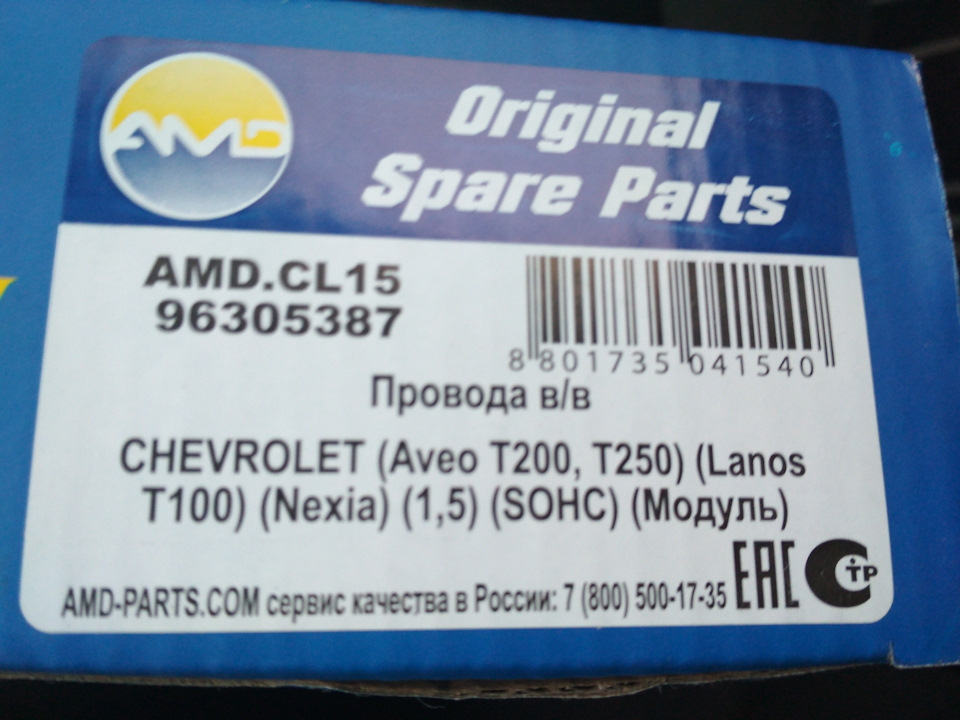 AMD
Original
Spare Parts
AMD.CL15
96305387
8 801735 041540
Провода в/в
CHEVROLET (Aveo T200, T250) (Lanos
T100) (Nexia) (1,5) (SOHC) (Модуль)
AMD-PARTS.COM сервис качества в России: 7 (800) 500-17-35 EAC СТР